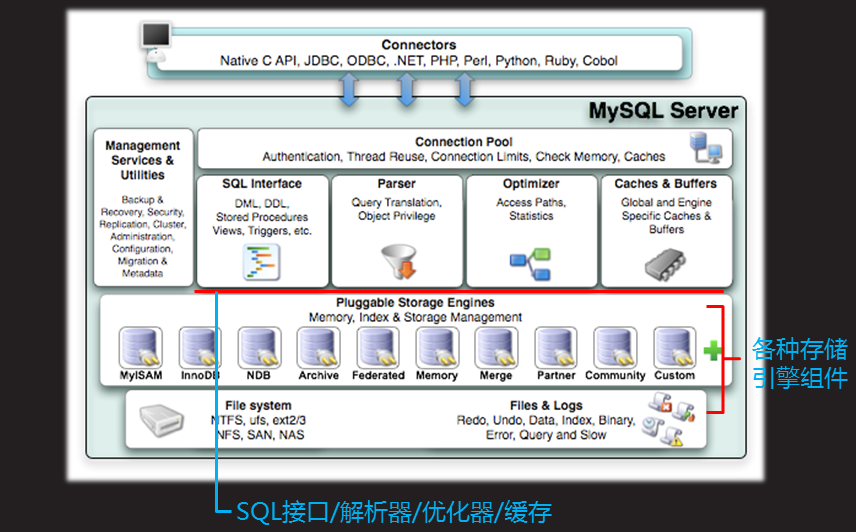 Connectors
Native C API, JDBC, ODBC, .NET, PHP, Perl, Python, Ruby, Cobol
MySQL Server
Management
Services &
Utilities
Backup &
Recovery, Security,
Replication, Cluster,
Administration,
Configuration,
Migration &
Metadata
Connection Pool
Authentication, Thread Reuse, Connection Limits, Check Memory, Caches
SQL Interface
DML, DDL,
Stored Procedures
Views, Triggers, etc.
Parser
Query Translation,
Object Privilege
Optimizer
Access Paths,
Statistics
Caches & Buffers
Global and Engine
Specific Caches &
Buffers
Pluggable Storage Engines
Memory, Index & Storage Management
MyISAM
InnoDB
NDB
Archive
Federated
Memory
Merge
Partner
Community
Custom
各种存储
引擎组件
File system
NTFS, ufs, ext2/3
NFS, SAN, NAS
Files & Logs
Redo, Undo, Data, Index, Binary,
Error, Query and Slow
SQL接口/解析器/优化器/缓存